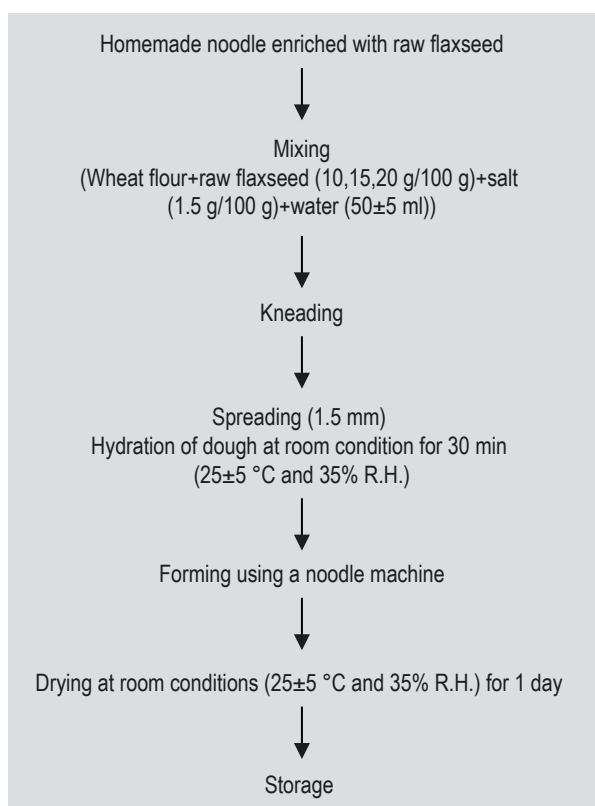 Homemade noodle enriched with raw flaxseed
Mixing
(Wheat flour+raw flaxseed (10,15,20 g/100 g)+salt
(1.5 g/100 g)+water (50±5 ml))
Kneading
Spreading (1.5 mm)
Hydration of dough at room condition for 30 min
(25±5 °C and 35% R.H.)
Forming using a noodle machine
Drying at room conditions (25±5 °C and 35% R.H.) for 1 day
Storage